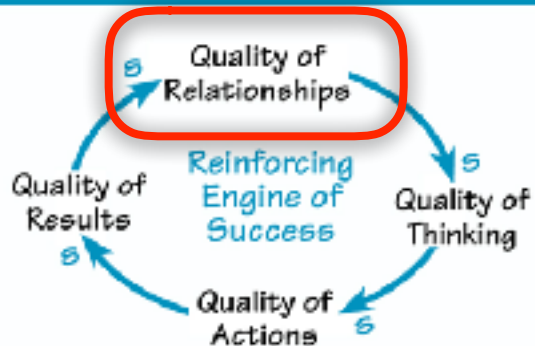 Quality of
Relationships
s
s
Reinforcing
Engine of
Success
Quality of
Results
s
Quality of
Thinking
Quality of
Actions
s